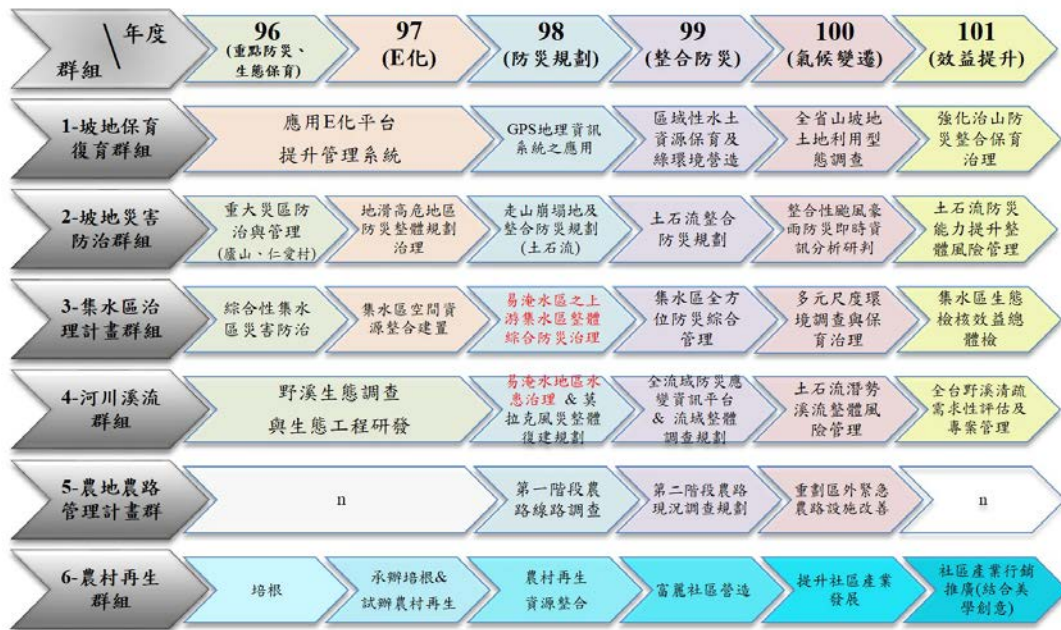 年度
群組
96
(重點防災、
生態保育)
97
(E化)
98
(防災規劃)
99
(整合防災)
100
(氣候變遷)
101
(效益提升)
1-坡地保育
復育群組
應用E化平台
提升管理系統
GPS地理資訊
系統之應用
區域性水土
資源保育及
綠環境營造
全省山坡地
土地利用型
態調查
強化治山防
災整合保育
治理
2-坡地災害
防治群組
重大災區防
治與管理
(廬山、仁愛村)
地滑高危地區
防災整體規劃
治理
走山崩塌地及
整合防災規劃
(土石流)
土石流整合
防災規劃
整合性颱風豪
雨防災即時資
訊分析研判
土石流防災
能力提升整
體風險管理
3-集水區治
理計畫群組
綜合性集水
區災害防治
集水區空間資
源整合建置
易淹水區之上
游集水區整體
綜合防災治理
集水區全方
位防災綜合
管理
多元尺度環
境調查與保
育治理
集水區生態
檢核效益總
體檢
4-河川溪流
群組
野溪生態調查
與生態工程研發
易淹水地區水
患治理 & 莫
拉克風災整體
復建規劃
全流域防災應
變資訊平台
& 流域整體
調查規劃
土石流潛勢
溪流整體風
險管理
全台野溪清疏
需求性評估及
專案管理
5-農地農路
管理計畫群
n
第一階段農
路線路調查
第二階段農路
現況調查規劃
重劃區外緊急
農路設施改善
n
6-農村再生
群組
培根
承辦培根&
試辦農村再生
農村再生
資源整合
富麗社區營造
提升社區產業
發展
社區產業行銷
推廣(結合美
學創意)